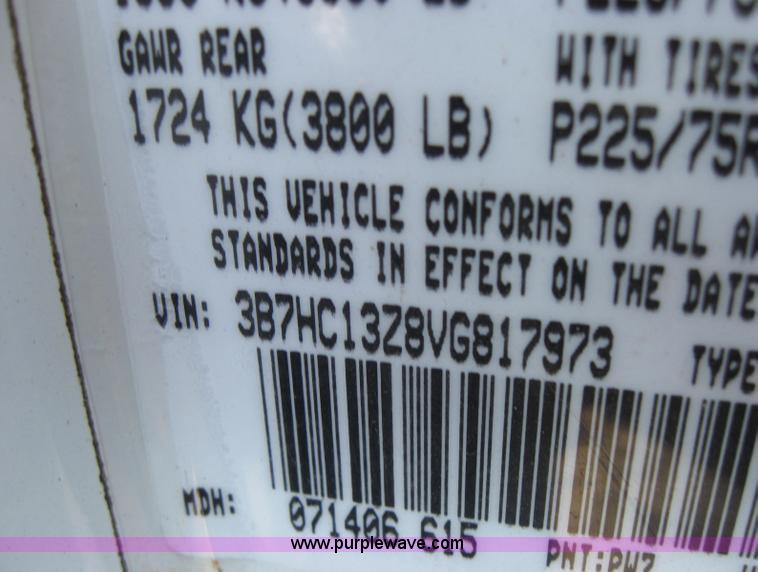 GAWR REAR
WITH TIRES
1724 KG(3800 LB)
P225/75R
THIS VEHICLE CONFORMS TO ALL
STANDARDS IN EFFECT ON THE DATE
VIN: 3B7HC13Z8VG817973
TYPE
MDH: 071406 615
PNT:PW7
www.purplewave.com